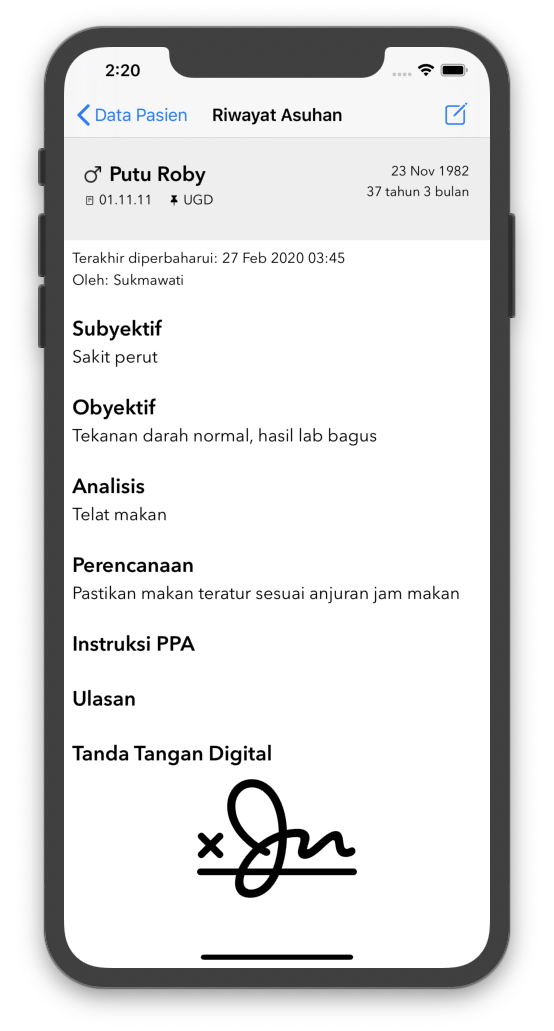 2:20
Data Pasien Riwayat Asuhan
Putu Roby 23 Nov 1982
01.11.11 UGD 37 tahun 3 bulan
Terakhir diperbaharui: 27 Feb 2020 03:45
Oleh: Sukmawati
Subyektif
Sakit perut
Obyektif
Tekanan darah normal, hasil lab bagus
Analisis
Telat makan
Perencanaan
Pastikan makan teratur sesuai anjuran jam makan
Instruksi PPA
Ulasan
Tanda Tangan Digital